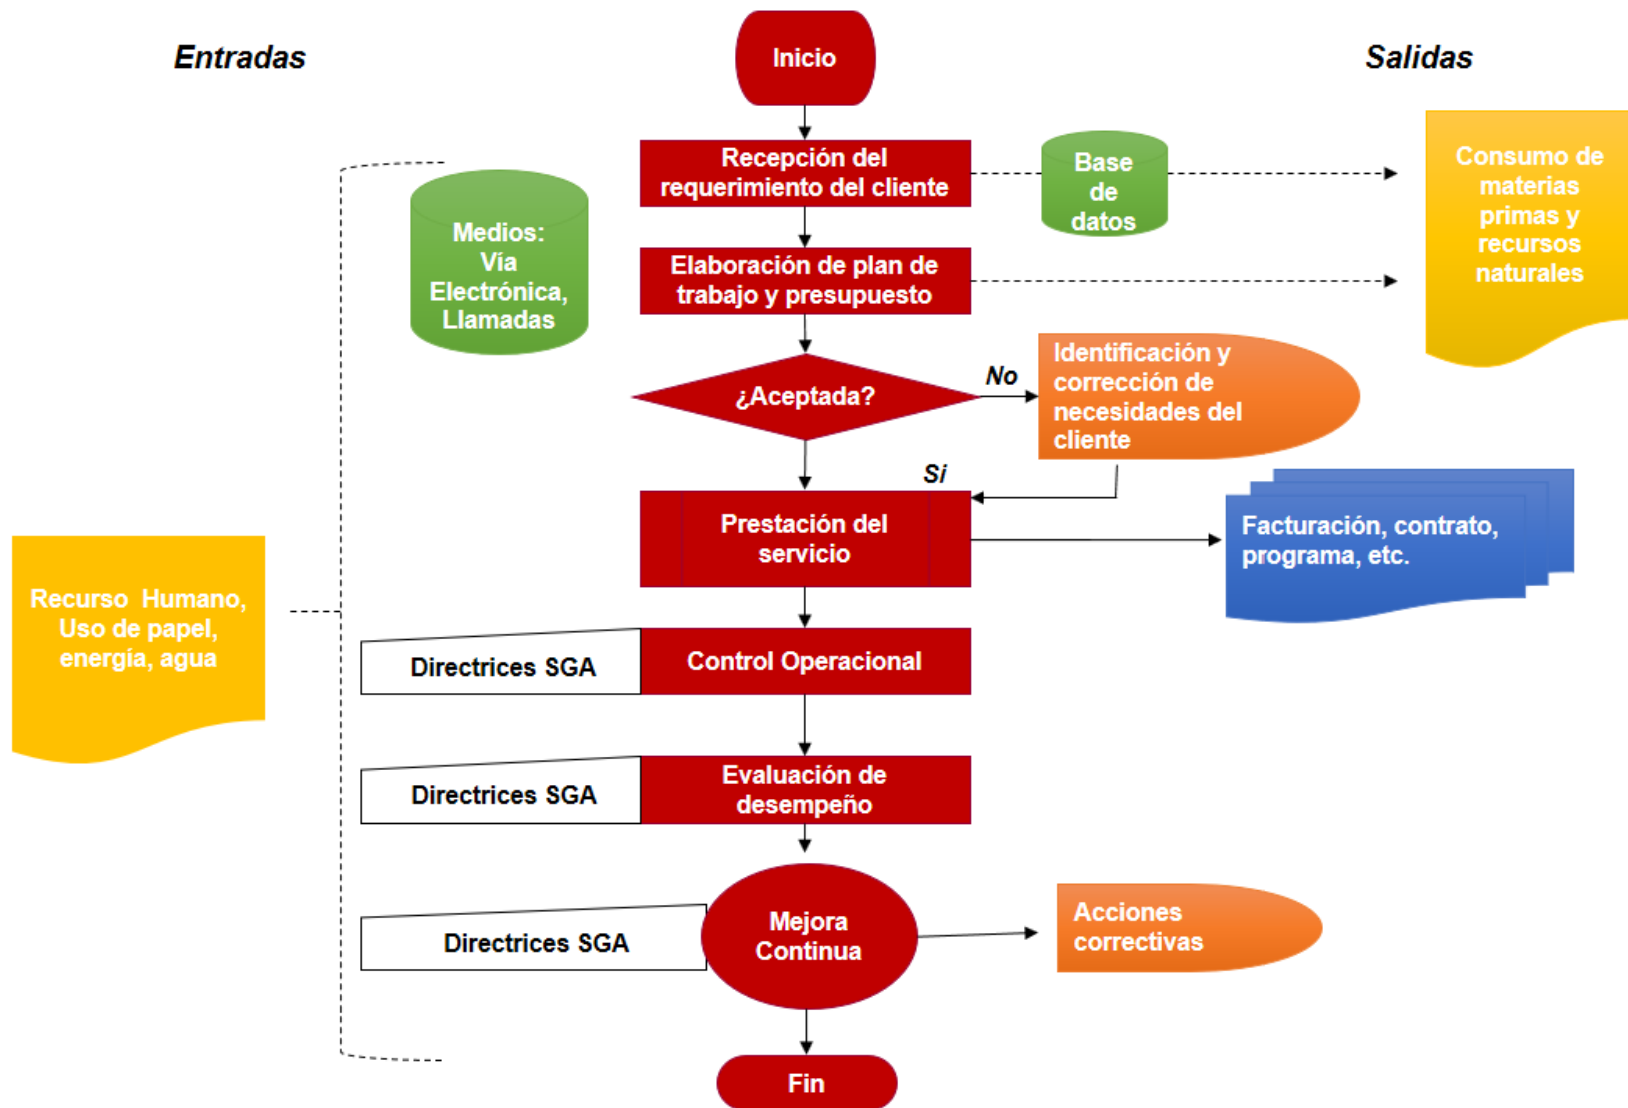 Entradas
Inicio
Salidas
Recepción del
requerimiento del cliente
Base
de
datos
Consumo de
materias
primas y
recursos
naturales
Medios:
Vía
Electrónica,
Llamadas
Elaboración de plan de
trabajo y presupuesto
¿Aceptada?
No
Identificación y
corrección de
necesidades del
cliente
Si
Prestación del
servicio
Facturación, contrato,
programa, etc.
Recurso Humano,
Uso de papel,
energía, agua
Directrices SGA
Control Operacional
Directrices SGA
Evaluación de
desempeño
Directrices SGA
Mejora
Continua
Acciones
correctivas
Fin